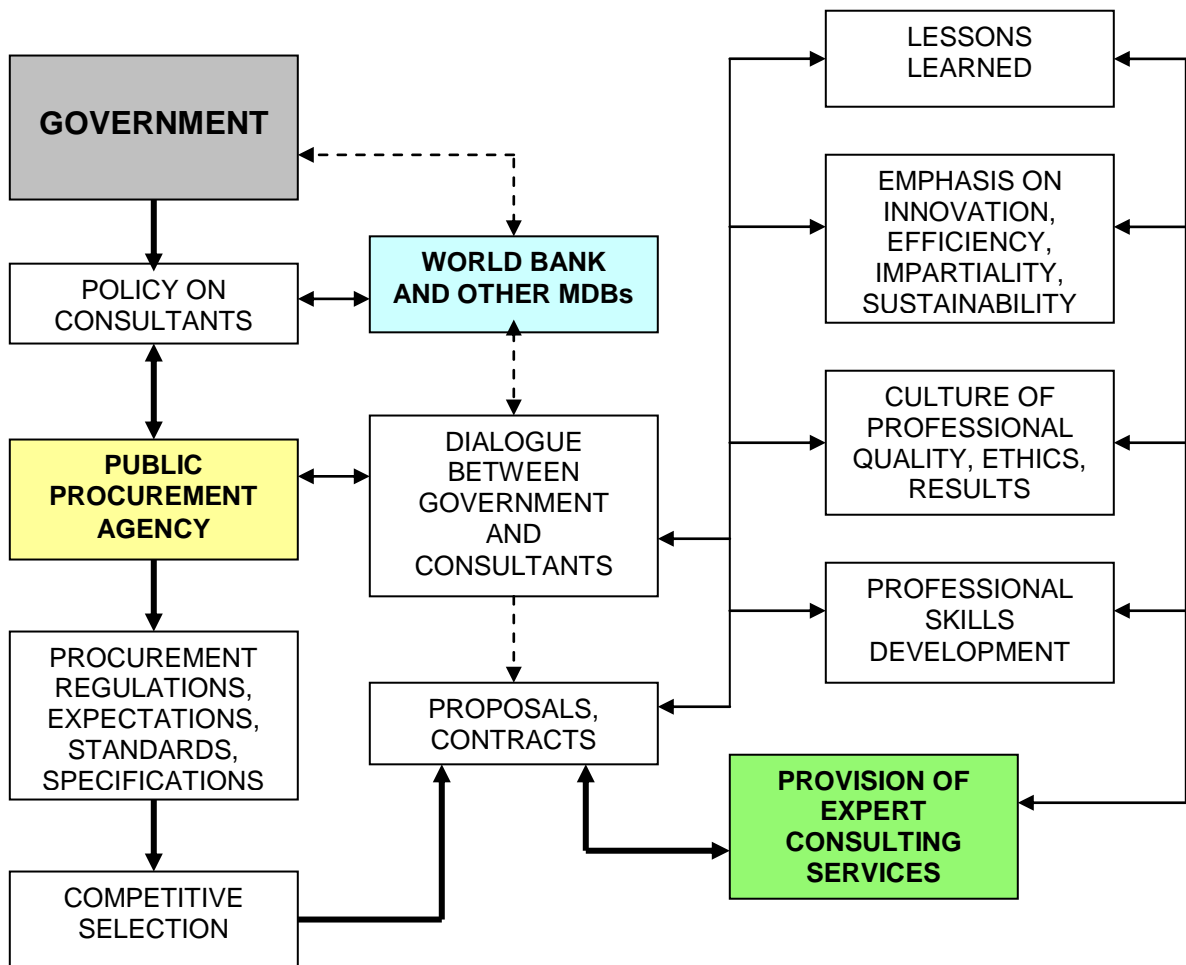 GOVERNMENT
POLICY ON
CONSULTANTS
PUBLIC
PROCUREMENT
AGENCY
PROCUREMENT
REGULATIONS,
EXPECTATIONS,
STANDARDS,
SPECIFICATIONS
COMPETITIVE
SELECTION
WORLD BANK
AND OTHER MDBs
DIALOGUE
BETWEEN
GOVERNMENT
AND
CONSULTANTS
PROPOSALS,
CONTRACTS
LESSONS
LEARNED
EMPHASIS ON
INNOVATION,
EFFICIENCY,
IMPARTIALITY,
SUSTAINABILITY
CULTURE OF
PROFESSIONAL
QUALITY, ETHICS,
RESULTS
PROFESSIONAL
SKILLS
DEVELOPMENT
PROVISION OF
EXPERT
CONSULTING
SERVICES